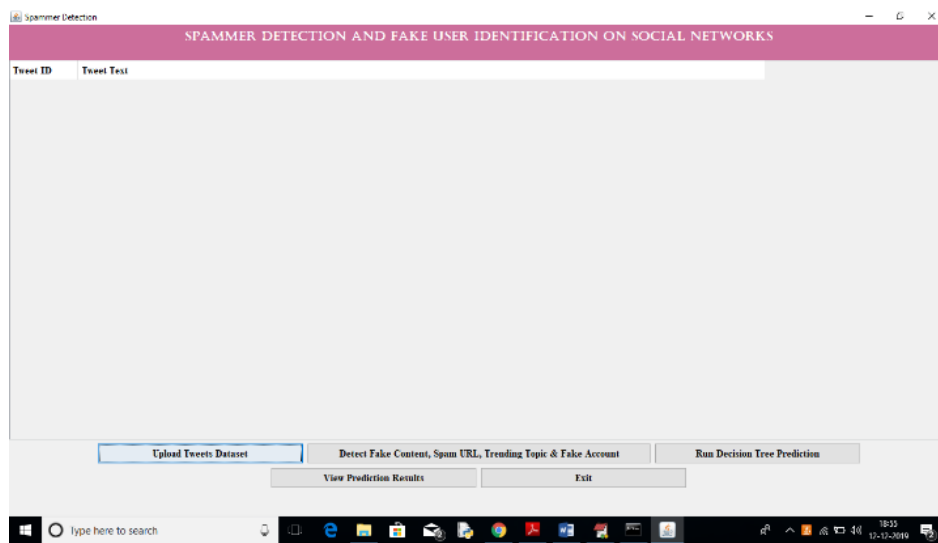 Spammer Detection
SPAMMER DETECTION AND FAKE USER IDENTIFICATION ON SOCIAL NETWORKS
Tweet ID Tweet Text
Upload Tweets Dataset Detect Fake Content, Spam URL, Trending Topic & Fake Account Run Decision Tree Prediction
View Prediction Results Exit
Type here to search
18:55
12-12-2019